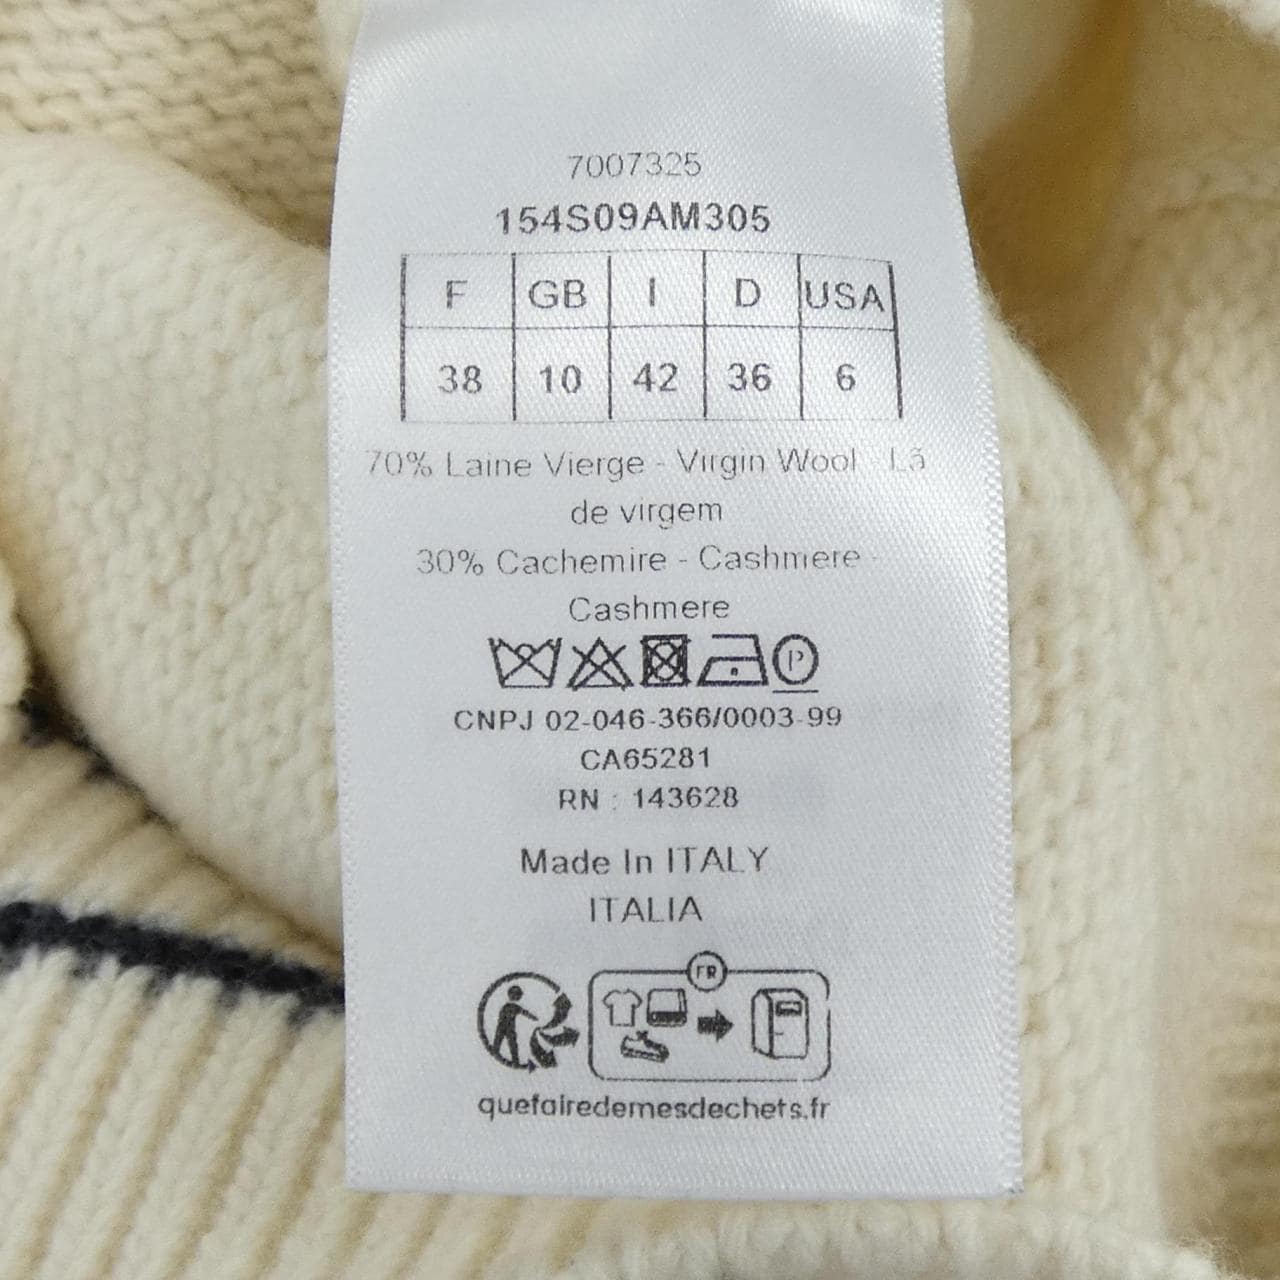 7007325
154S09AM305
F GB I D USA
38 10 42 36 6
70% Laine Vierge - Virgin Wool - Lã
de virgem
30% Cachemire - Cashmere -
Cashmere
P
CNPJ 02-046-366/0003-99
CA65281
RN : 143628
Made In ITALY
ITALIA
FR
quefairedemesdechets.fr